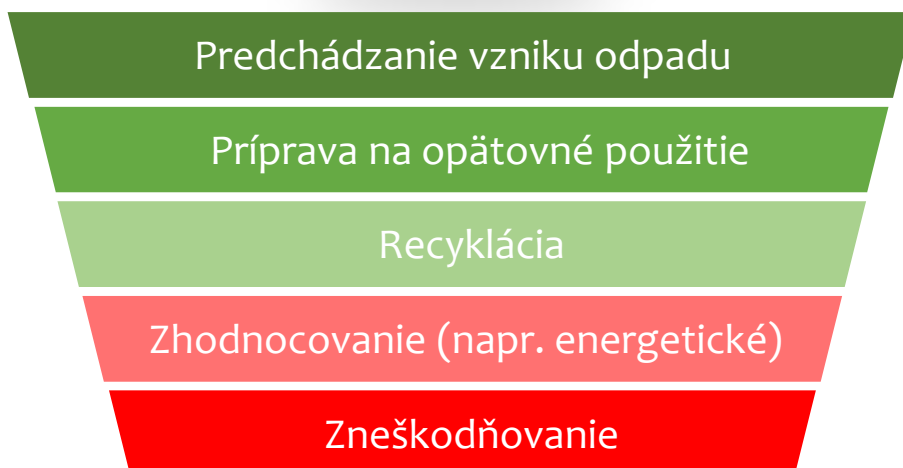 Predchádzanie vzniku odpadu
Príprava na opätovné použitie
Recyklácia
Zhodnocovanie (napr. energetické)
Zneškodňovanie